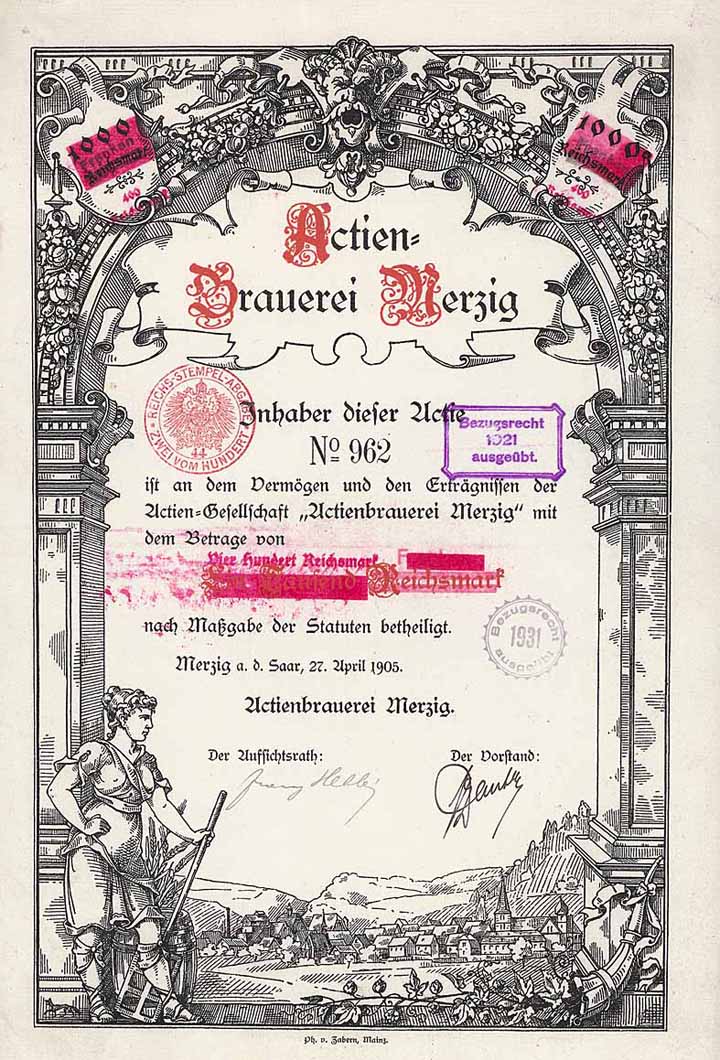 1000
Reichsmark
400
1000
Reichsmark
400
Actien-
Brauerei Merzig
REICHS-STEMPEL-ABGABE
ZWEI VOM HUNDERT
44
Inhaber dieser Actie
No 962
Bezugsrecht
1921
ausgeübt.
ist an dem Vermögen und den Erträgnissen der
Actien-Gesellschaft „Actienbrauerei Merzig“ mit
dem Betrage von
Vier Hundert Reichsmark
Tausend Reichsmark
nach Maßgabe der Statuten betheiligt.
Bezugsrecht
1931
ausgeübt
Merzig a. d. Saar, 27. April 1905.
Actienbrauerei Merzig.
Der Aufsichtsrath:
Der Vorstand:
Ph. v. Zabern, Mainz.